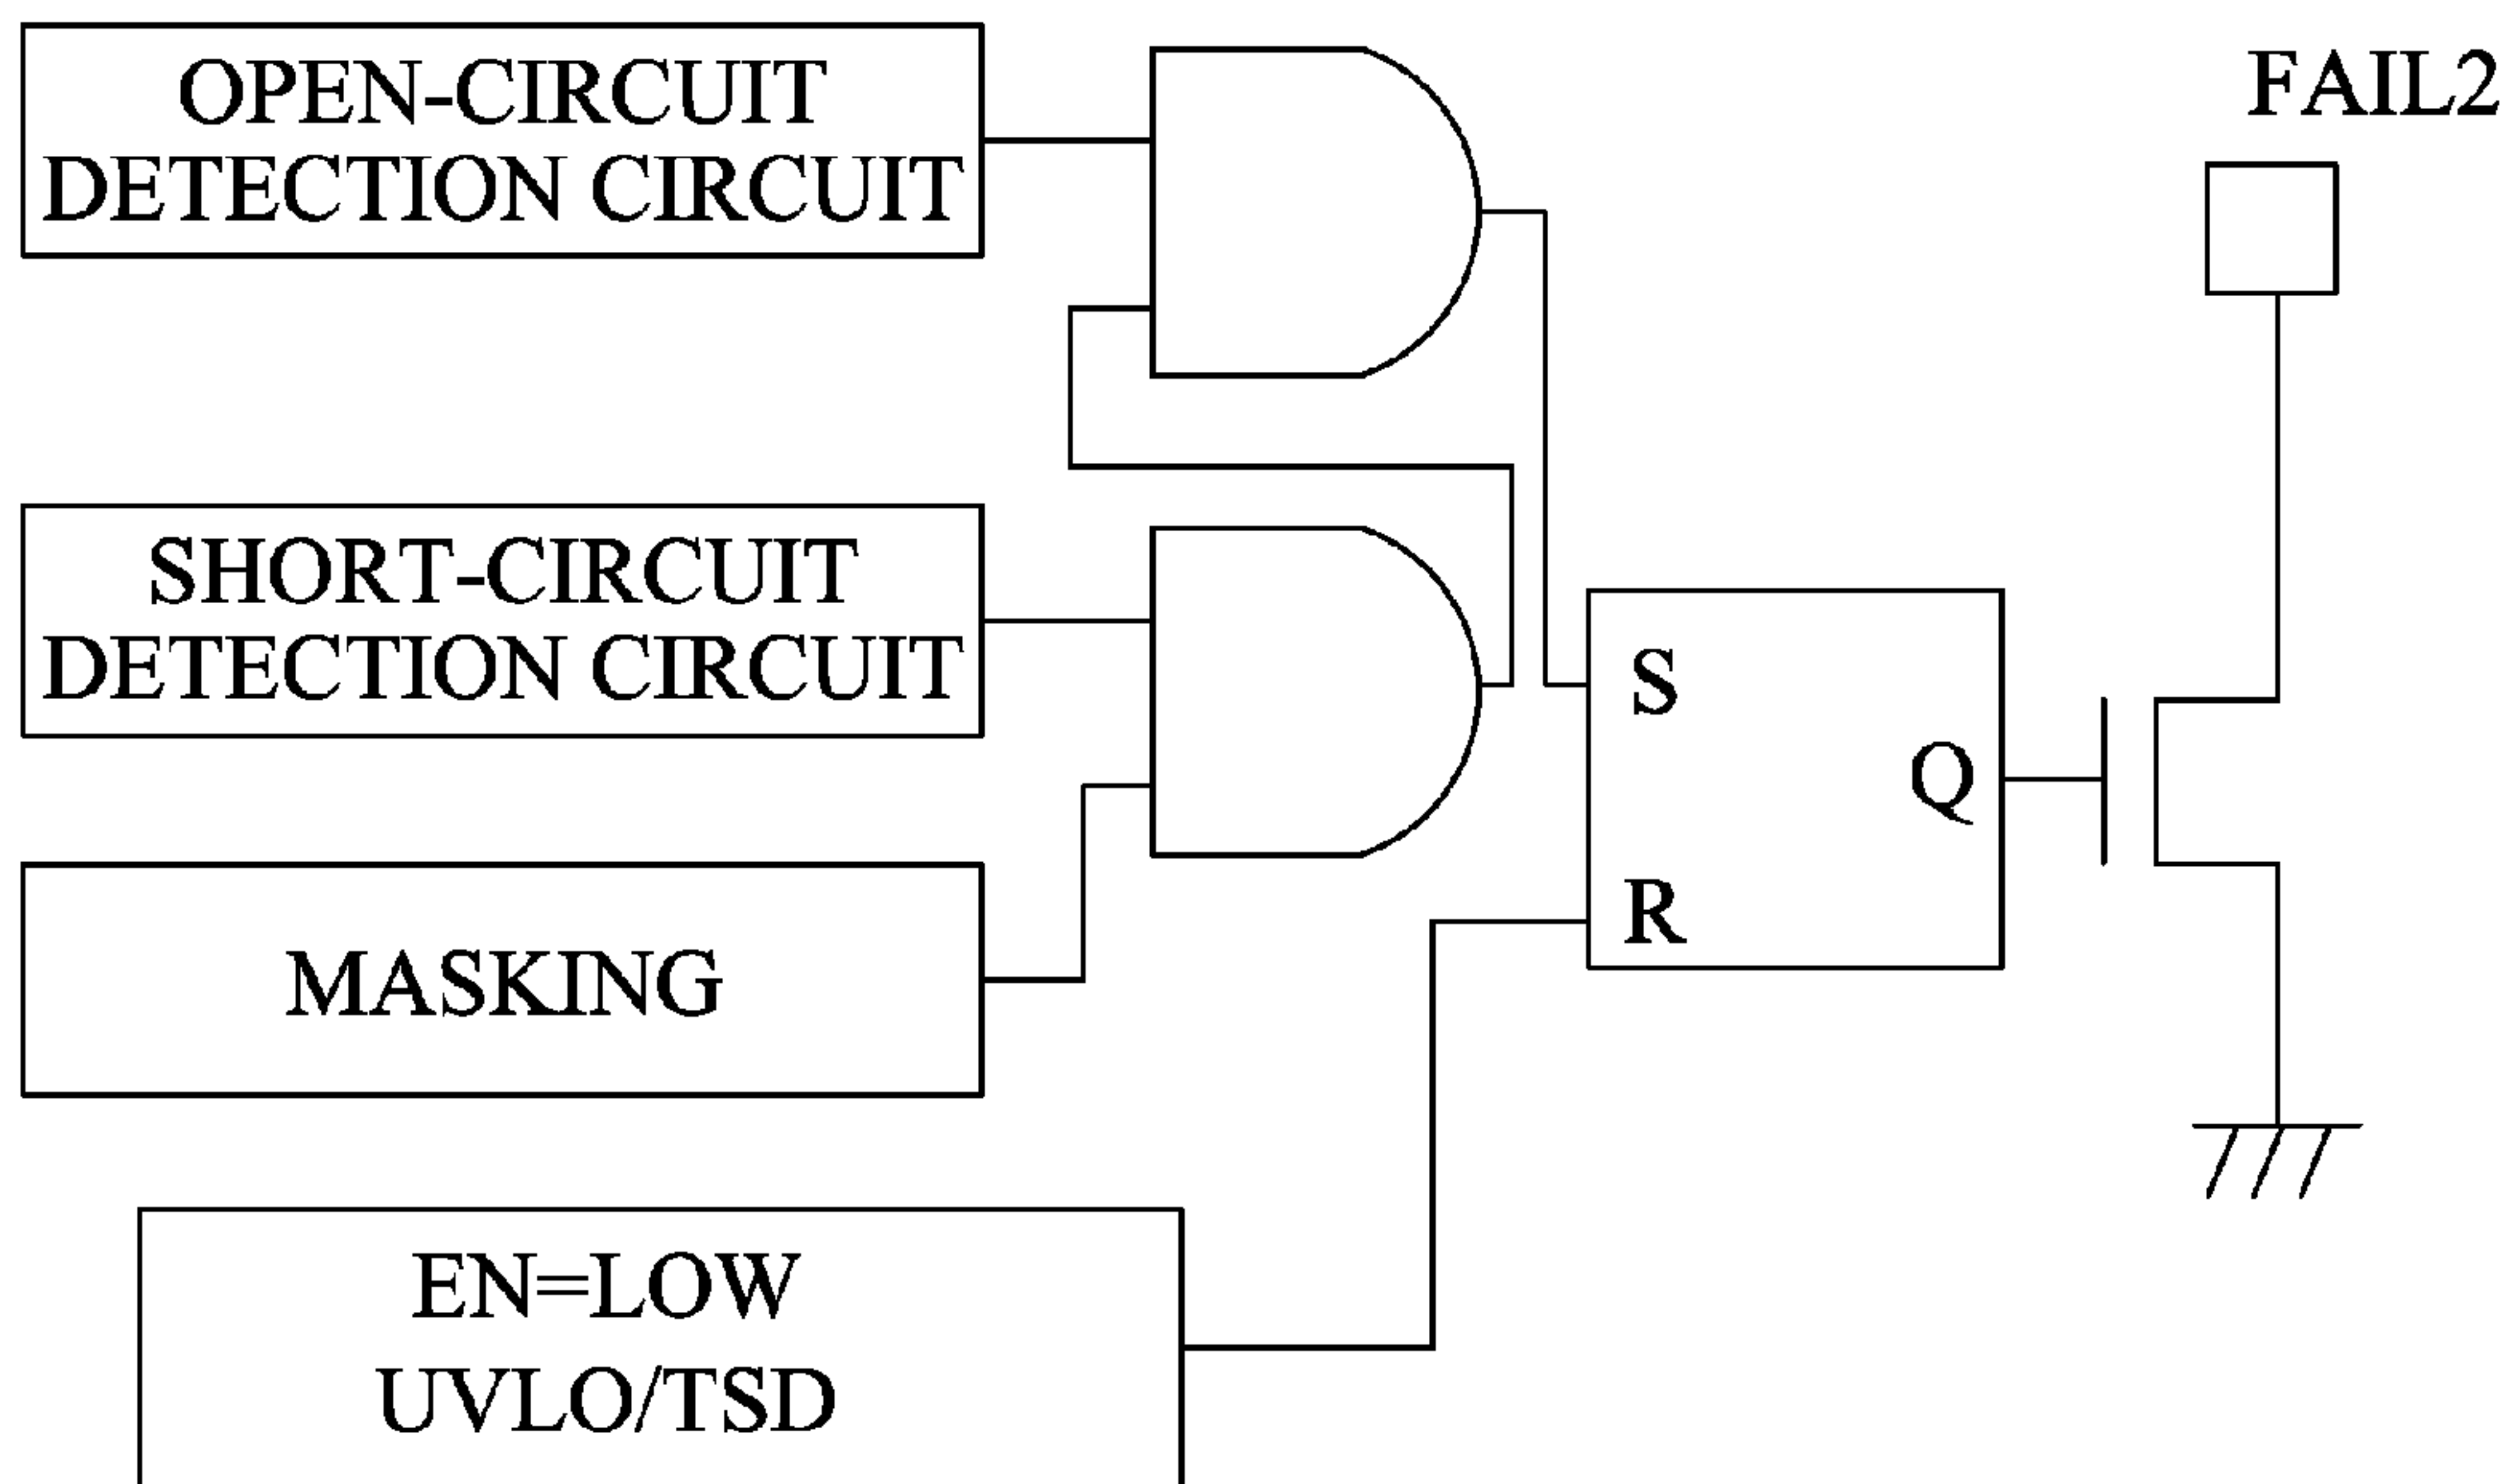 OPEN-CIRCUIT
DETECTION CIRCUIT
FAIL2
SHORT-CIRCUIT
DETECTION CIRCUIT
S
Q
R
MASKING
EN=LOW
UVLO/TSD